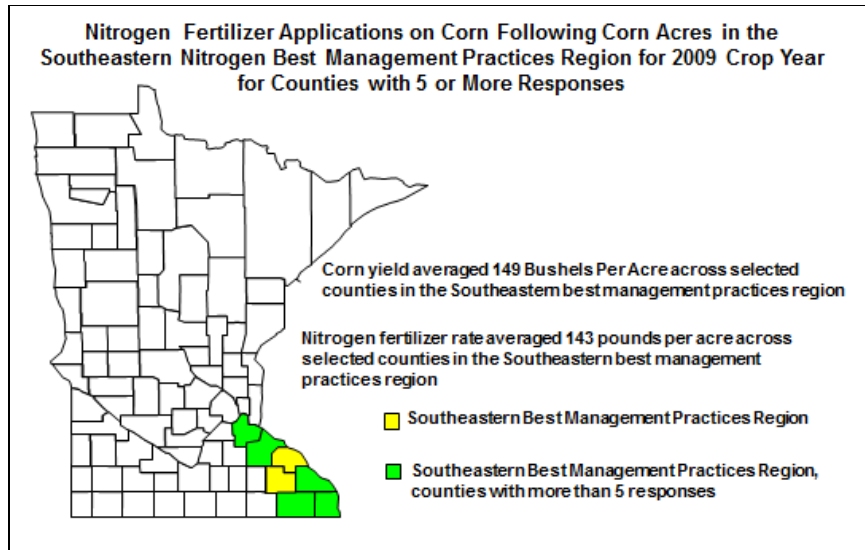 Nitrogen Fertilizer Applications on Corn Following Corn Acres in the
Southeastern Nitrogen Best Management Practices Region for 2009 Crop Year
for Counties with 5 or More Responses
Corn yield averaged 149 Bushels Per Acre across selected
counties in the Southeastern best management practices region
Nitrogen fertilizer rate averaged 143 pounds per acre across
selected counties in the Southeastern best management
practices region
Southeastern Best Management Practices Region
Southeastern Best Management Practices Region,
counties with more than 5 responses